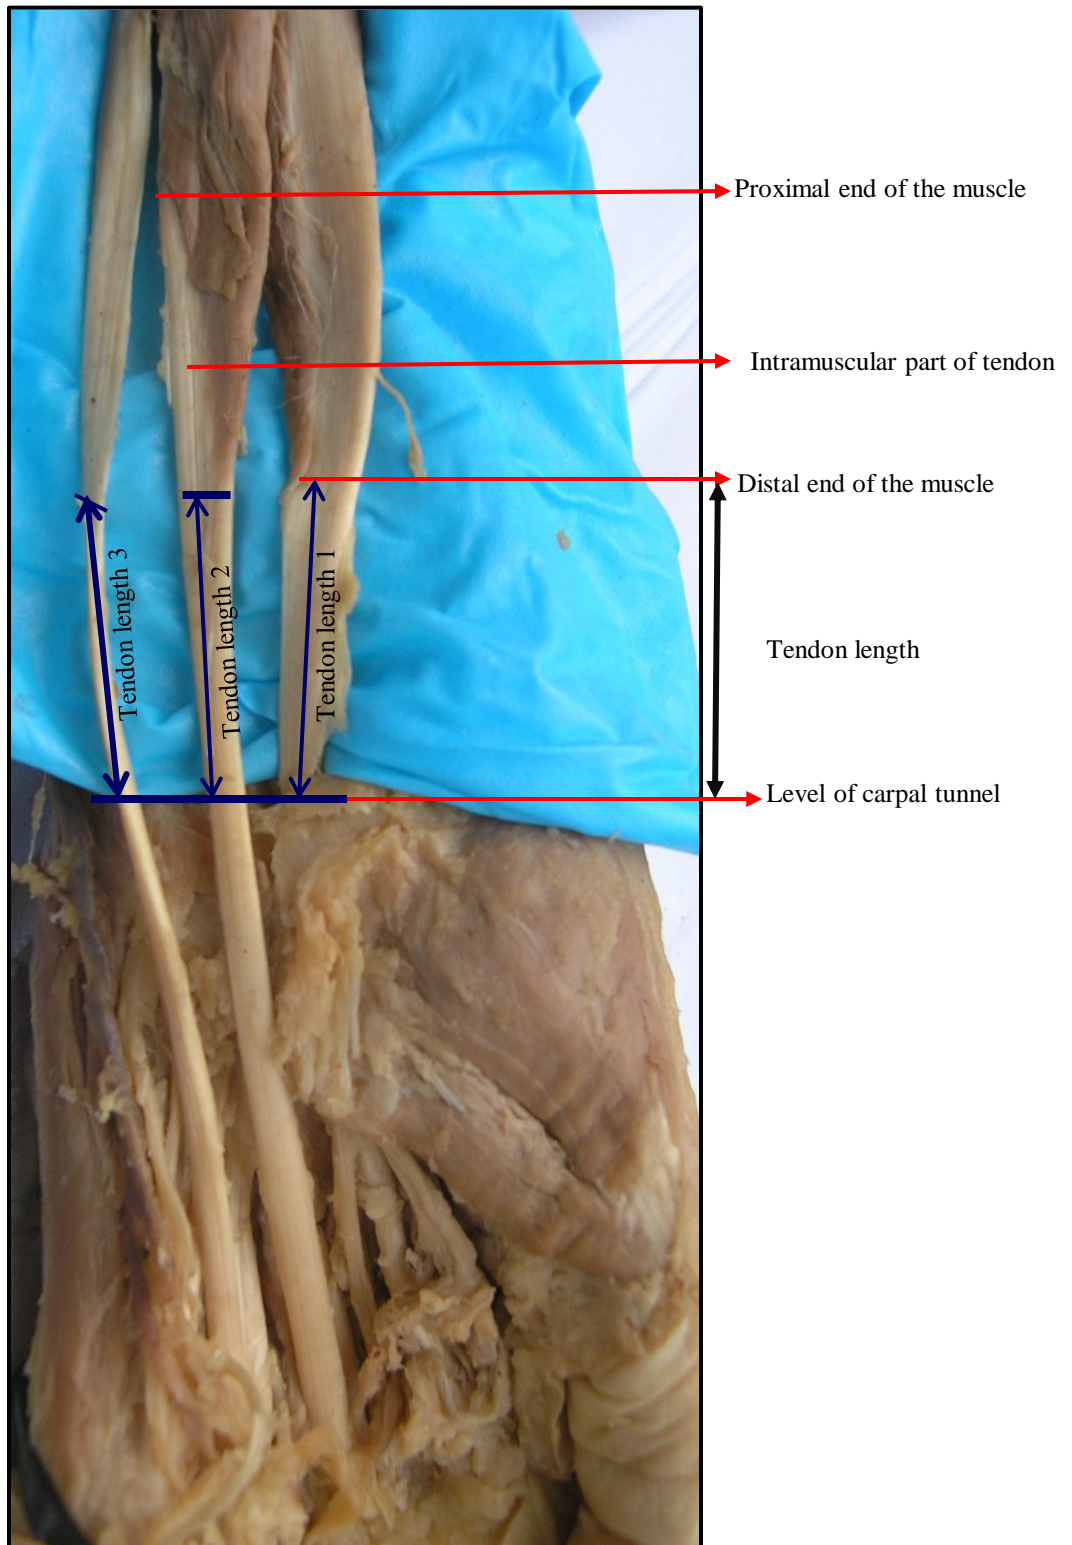 Proximal end of the muscle
Intramuscular part of tendon
Distal end of the muscle
Tendon length 3
Tendon length 2
Tendon length 1
Tendon length
Level of carpal tunnel